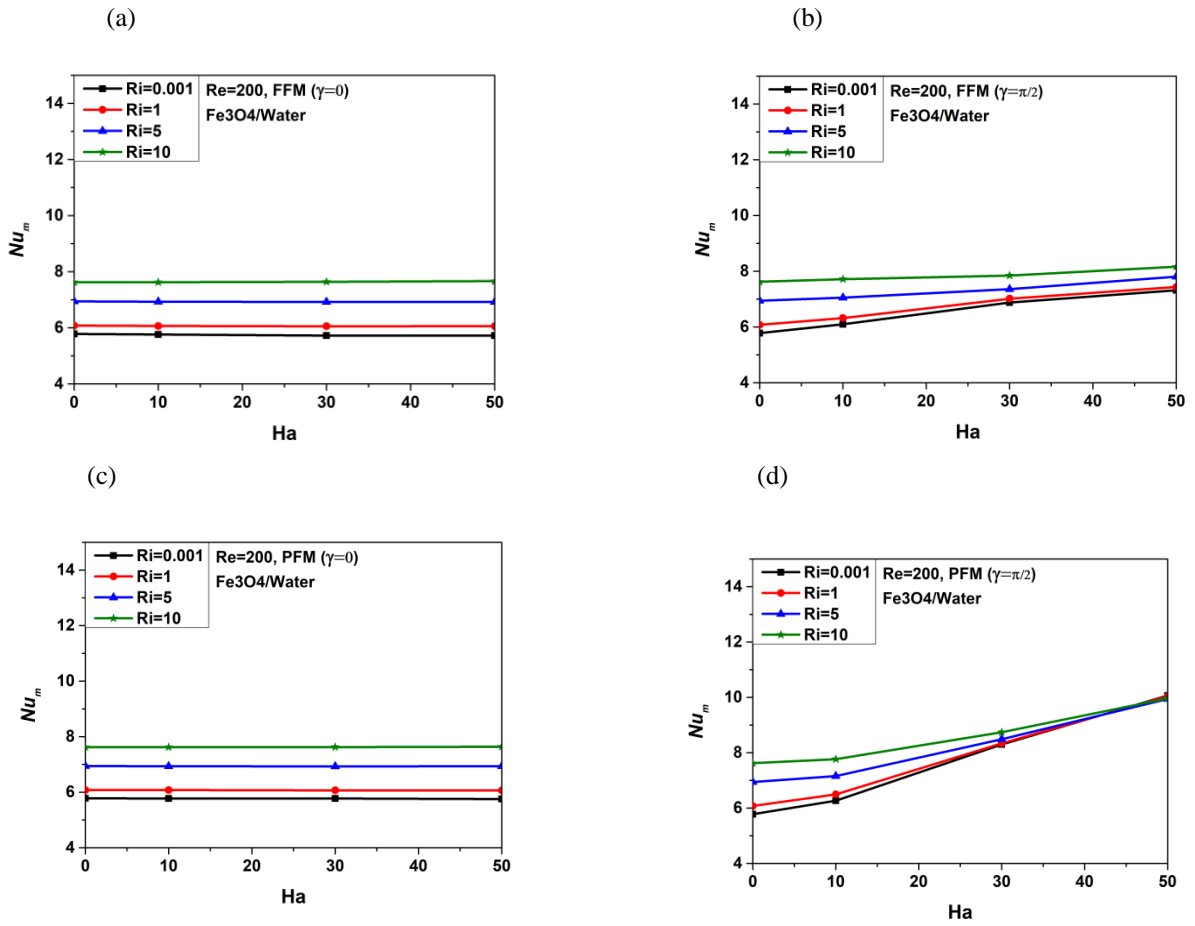 (a)
Ri=0.001
Ri=1
Ri=5
Ri=10
Re=200, FFM (γ=0)
Fe3O4/Water
14
12
10
8
6
4
Nu_m
0 10 20 30 40 50
Ha
(b)
Ri=0.001
Ri=1
Ri=5
Ri=10
Re=200, FFM (γ=π/2)
Fe3O4/Water
14
12
10
8
6
4
Nu_m
0 10 20 30 40 50
Ha
(c)
Ri=0.001
Ri=1
Ri=5
Ri=10
Re=200, PFM (γ=0)
Fe3O4/Water
14
12
10
8
6
4
Nu_m
0 10 20 30 40 50
Ha
(d)
Ri=0.001
Ri=1
Ri=5
Ri=10
Re=200, PFM (γ=π/2)
Fe3O4/Water
14
12
10
8
6
4
Nu_m
0 10 20 30 40 50
Ha